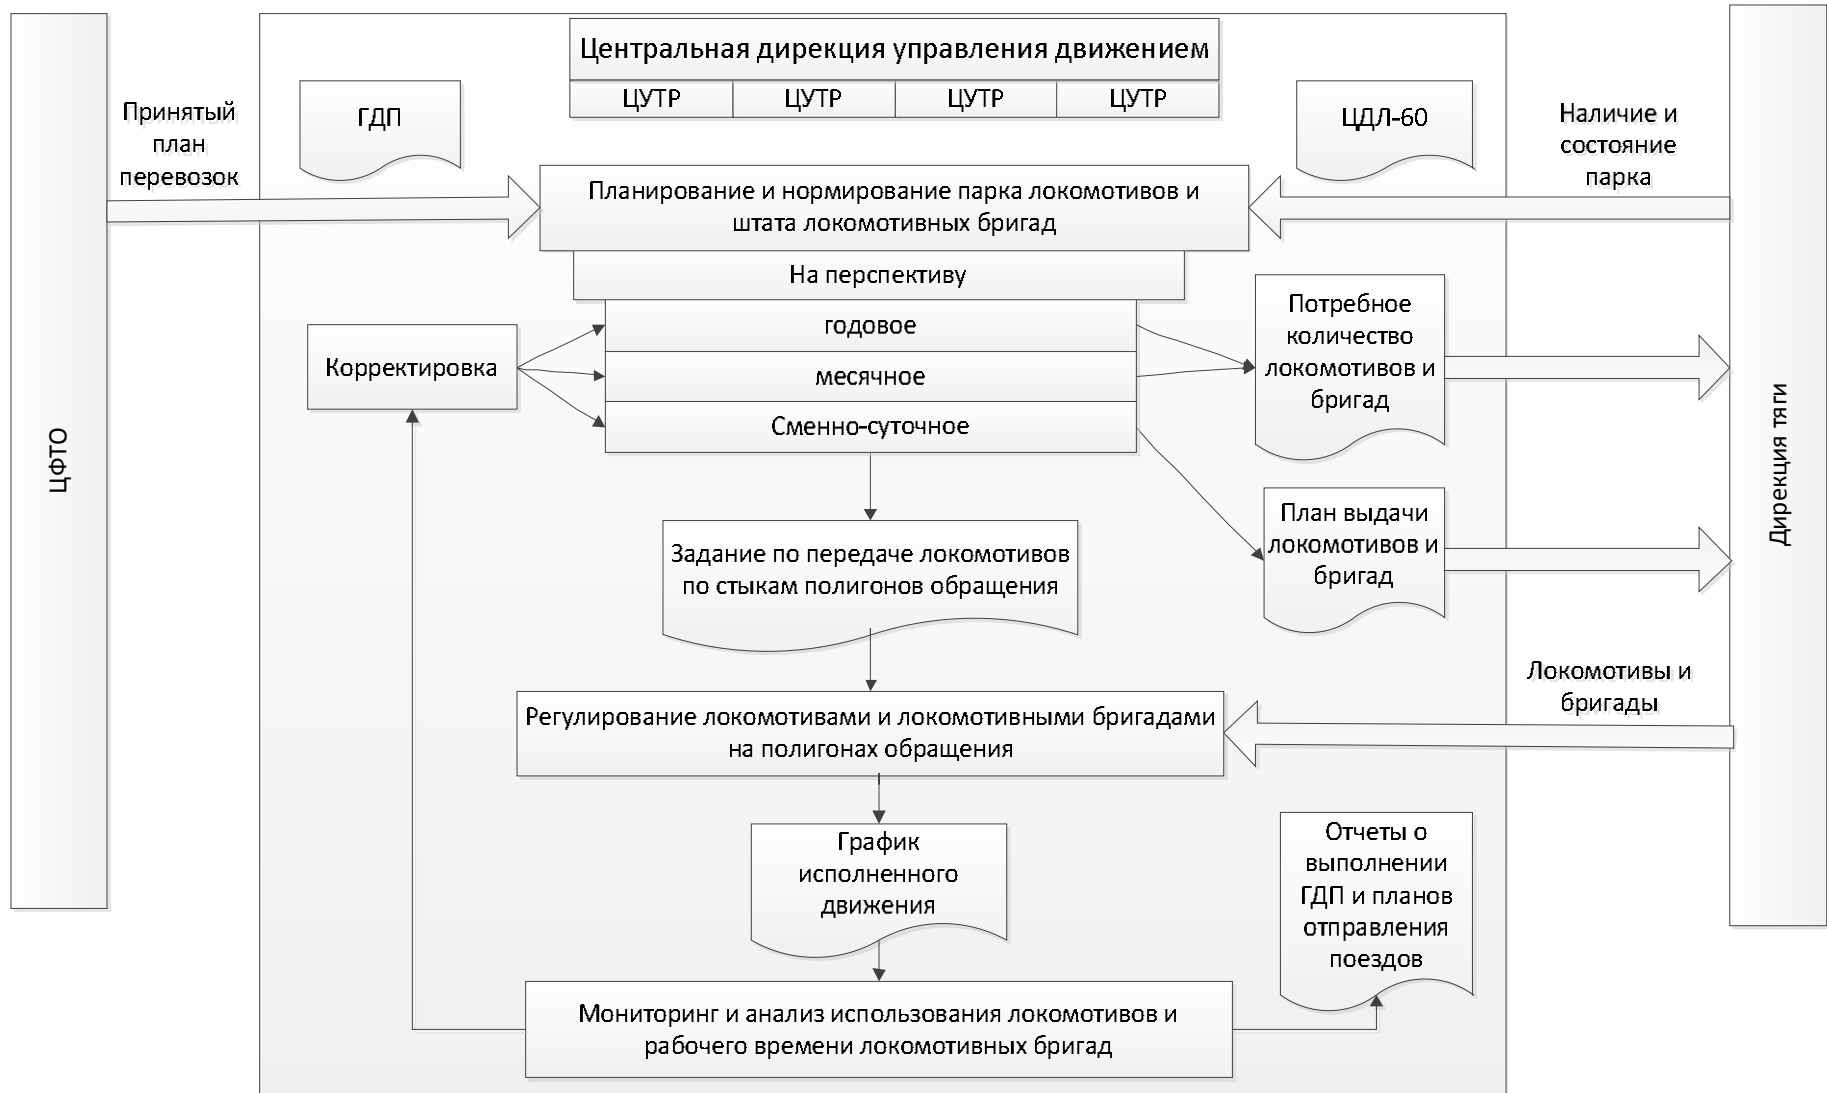 Центральная дирекция управления движением
ЦУТР
ЦУТР
ЦУТР
ЦУТР
Принятый
план
перевозок
ГДП
ЦДЛ-60
Наличие и
состояние
парка
Планирование и нормирование парка локомотивов и
штата локомотивных бригад
На перспективу
годовое
месячное
Сменно-суточное
Корректировка
Потребное
количество
локомотивов и
бригад
ЦФТО
Дирекция тяги
План выдачи
локомотивов и
бригад
Задание по передаче локомотивов
по стыкам полигонов обращения
Локомотивы и
бригады
Регулирование локомотивами и локомотивными бригадами
на полигонах обращения
График
исполненного
движения
Отчеты о
выполнении
ГДП и планов
отправления
поездов
Мониторинг и анализ использования локомотивов и
рабочего времени локомотивных бригад